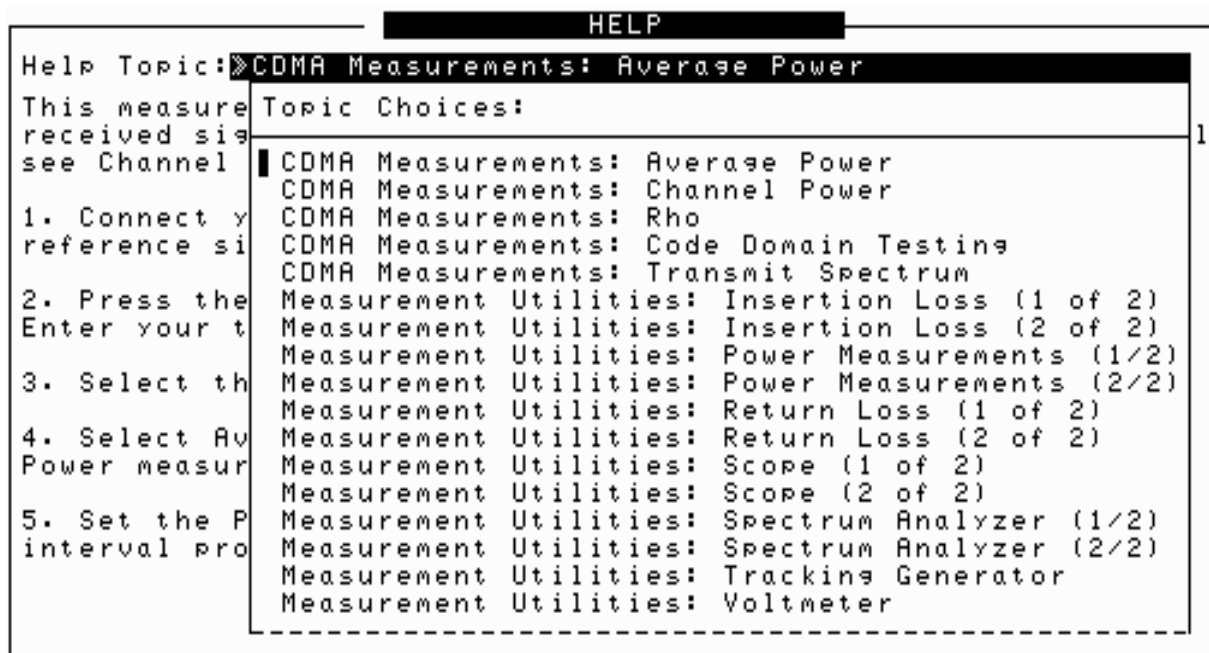 HELP
Help Topic:»CDMA Measurements: Average Power
This measure
received sig
see Channel
1. Connect y
reference si
2. Press the
Enter your t
3. Select th
4. Select Av
Power measur
5. Set the P
interval pro
l
Topic Choices:
CDMA Measurements: Average Power
CDMA Measurements: Channel Power
CDMA Measurements: Rho
CDMA Measurements: Code Domain Testing
CDMA Measurements: Transmit Spectrum
Measurement Utilities: Insertion Loss (1 of 2)
Measurement Utilities: Insertion Loss (2 of 2)
Measurement Utilities: Power Measurements (1/2)
Measurement Utilities: Power Measurements (2/2)
Measurement Utilities: Return Loss (1 of 2)
Measurement Utilities: Return Loss (2 of 2)
Measurement Utilities: Scope (1 of 2)
Measurement Utilities: Scope (2 of 2)
Measurement Utilities: Spectrum Analyzer (1/2)
Measurement Utilities: Spectrum Analyzer (2/2)
Measurement Utilities: Tracking Generator
Measurement Utilities: Voltmeter